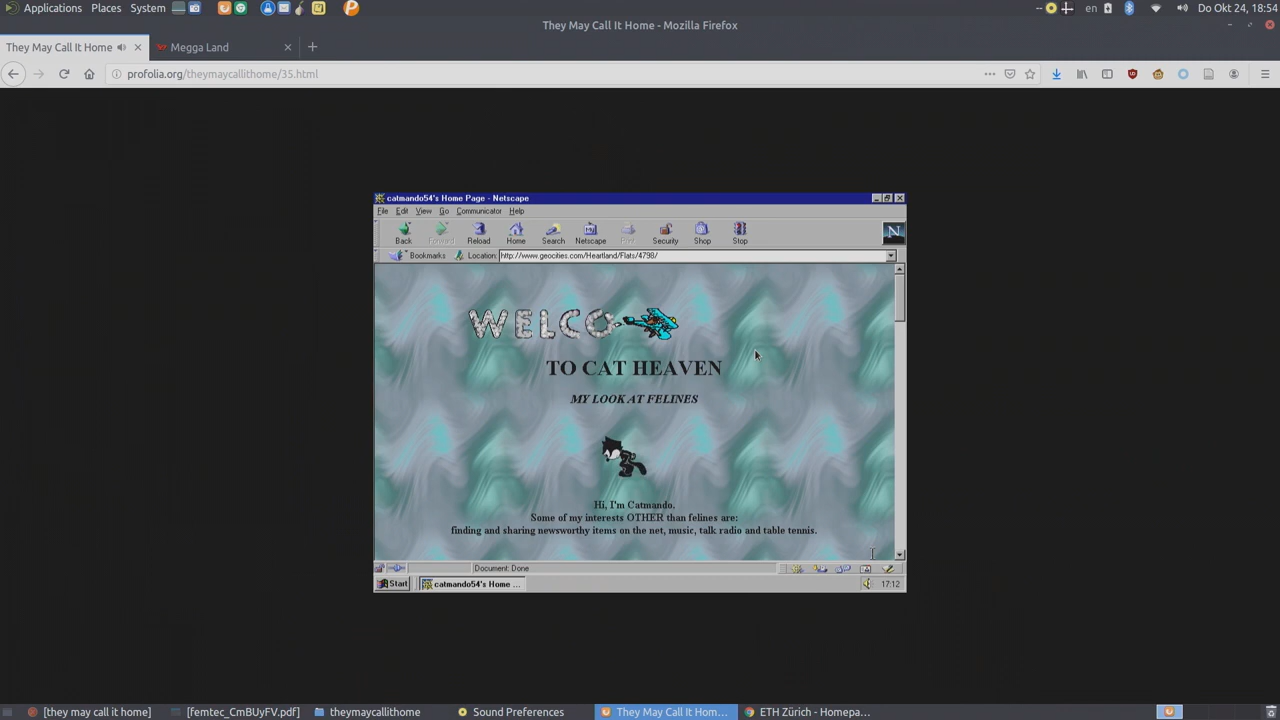 Applications Places System
en
Do Okt 24, 18:54
They May Call It Home - Mozilla Firefox
They May Call It Home
Megga Land
profolia.org/theymaycallithome/35.html
catmando54's Home Page - Netscape
File Edit View Go Communicator Help
Back Forward Reload Home Search Netscape Print Security Shop Stop
N
Bookmarks Location: http://www.geocities.com/Heartland/Flats/4798/
WELCO
TO CAT HEAVEN
MY LOOK AT FELINES
Hi, I'm Catmando.
Some of my interests OTHER than felines are:
finding and sharing newsworthy items on the net, music, talk radio and table tennis.
Document: Done
Start catmando54's Home ... 17:12
[they may call it home] [femtec_CmBUyFV.pdf] theymaycallithome Sound Preferences They May Call It Hom... ETH Zürich - Homepa...